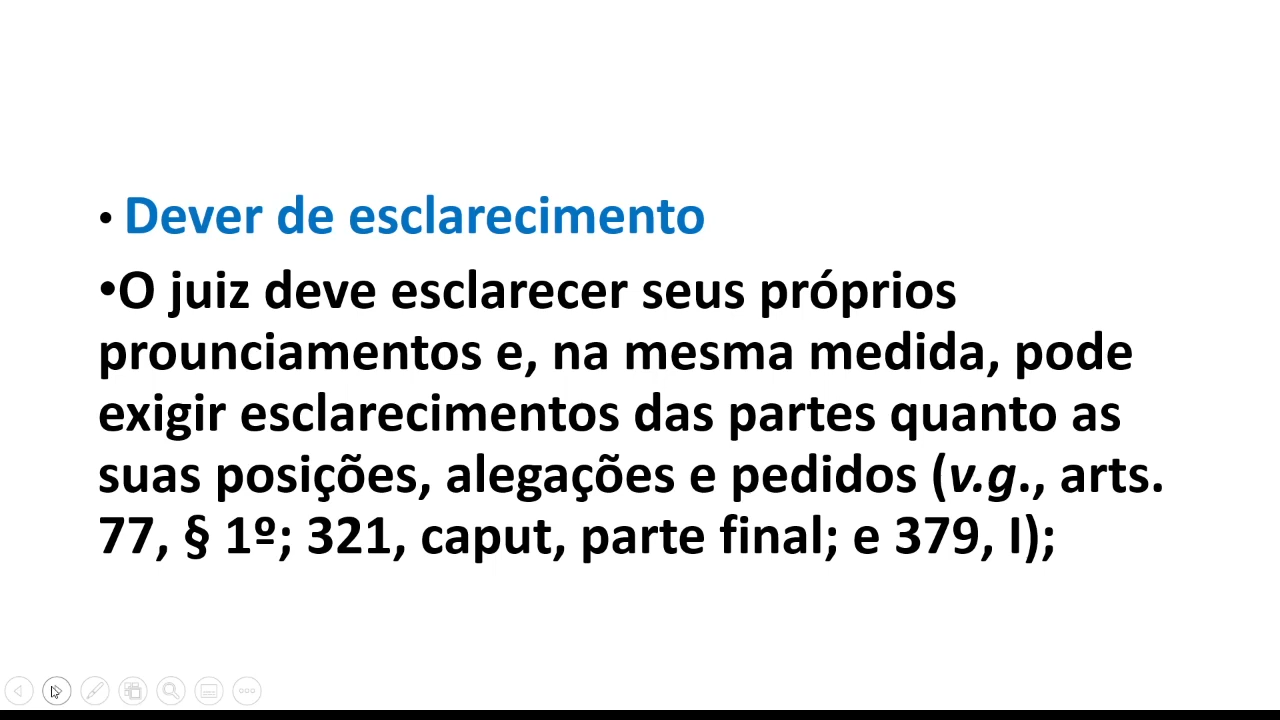 • Dever de esclarecimento
•O juiz deve esclarecer seus próprios
prounciamentos e, na mesma medida, pode
exigir esclarecimentos das partes quanto as
suas posições, alegações e pedidos (v.g., arts.
77, § 1º; 321, caput, parte final; e 379, I);